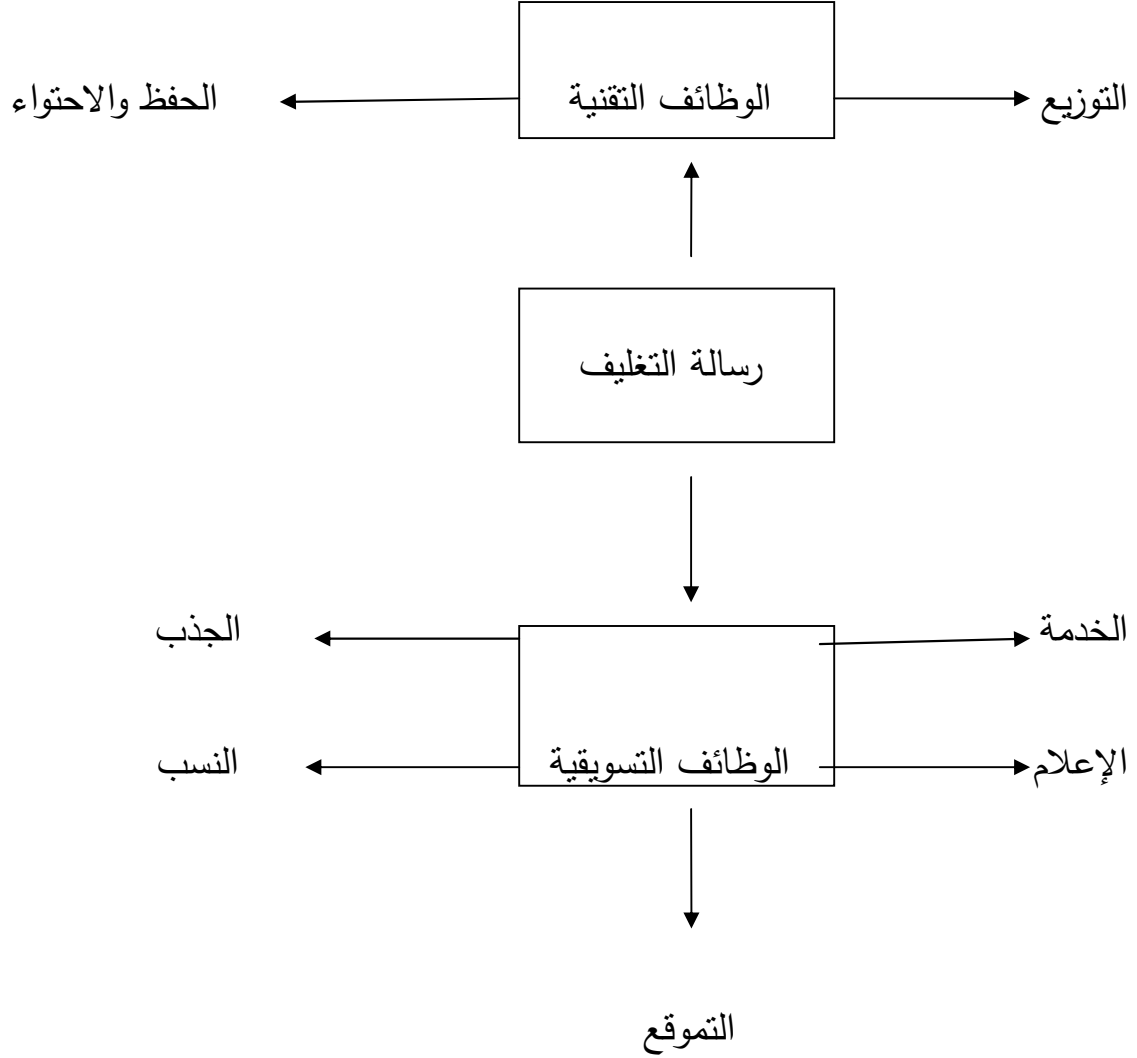 التوزيع
الوظائف التقنية
الحفظ والاحتواء
رسالة التغليف
الخدمة
الجذب
الإعلام
الوظائف التسويقية
النسب
التموقع